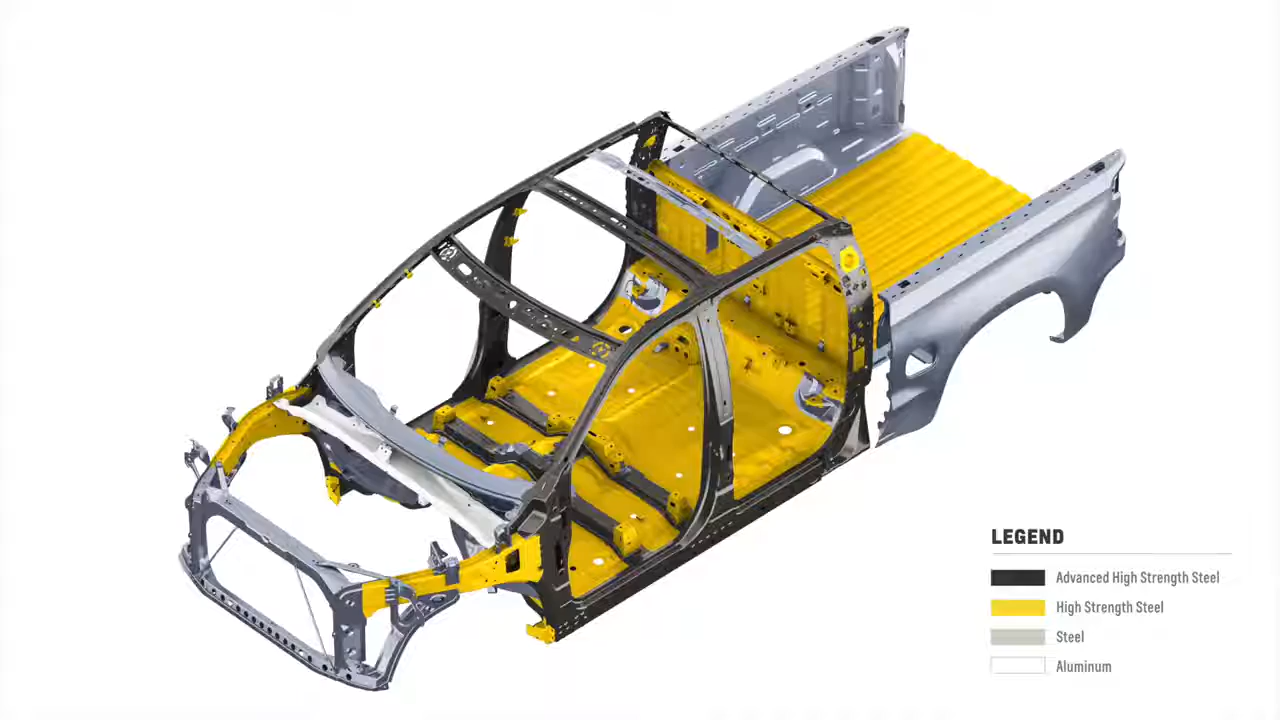 LEGEND
Advanced High Strength Steel
High Strength Steel
Steel
Aluminum